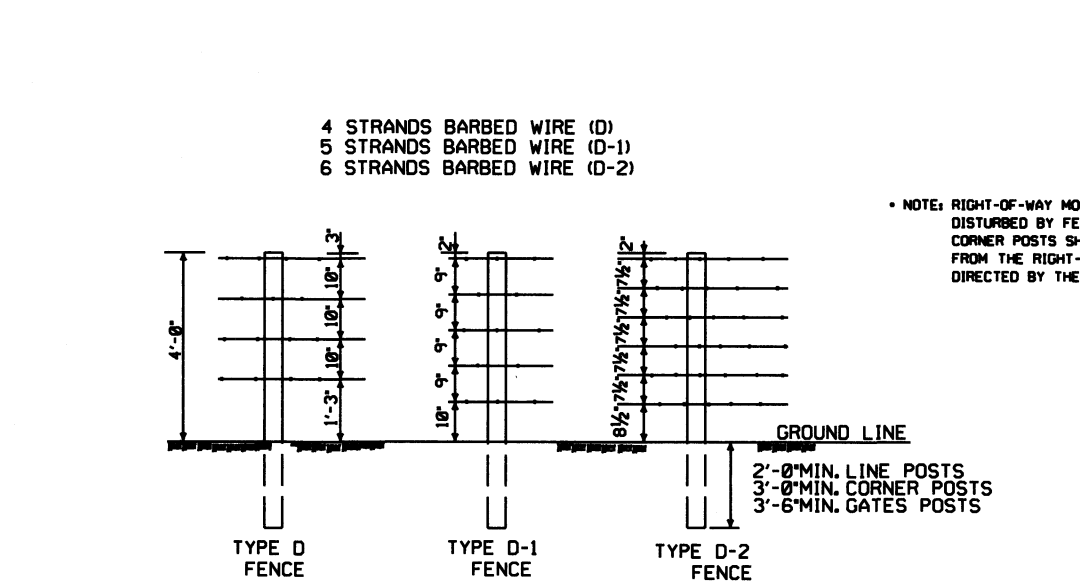 4 STRANDS BARBED WIRE (D)
5 STRANDS BARBED WIRE (D-1)
6 STRANDS BARBED WIRE (D-2)
• NOTE: RIGHT-OF-WAY MO
DISTURBED BY FE
CORNER POSTS SH
FROM THE RIGHT-
DIRECTED BY THE
4'-0"
3"
10"
10"
10"
1'-3"
2"
9"
9"
9"
9"
10"
2"
7½"
7½"
7½"
7½"
7½"
8½"
GROUND LINE
2'-0"MIN. LINE POSTS
3'-0"MIN. CORNER POSTS
3'-6"MIN. GATES POSTS
TYPE D
FENCE
TYPE D-1
FENCE
TYPE D-2
FENCE